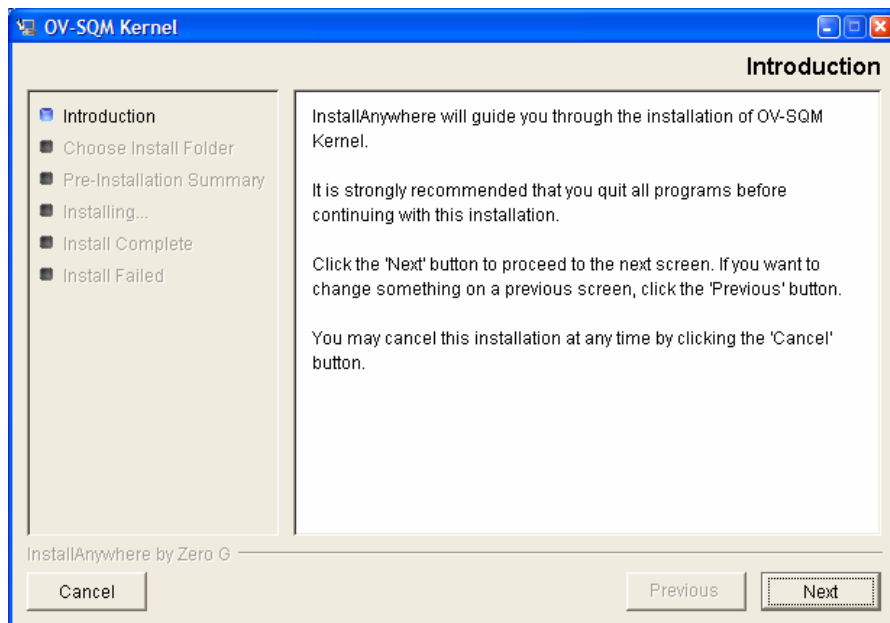 OV-SQM Kernel
Introduction
Introduction
Choose Install Folder
Pre-Installation Summary
Installing...
Install Complete
Install Failed
InstallAnywhere will guide you through the installation of OV-SQM
Kernel.
It is strongly recommended that you quit all programs before
continuing with this installation.
Click the 'Next' button to proceed to the next screen. If you want to
change something on a previous screen, click the 'Previous' button.
You may cancel this installation at any time by clicking the 'Cancel'
button.
InstallAnywhere by Zero G
Cancel
Previous
Next